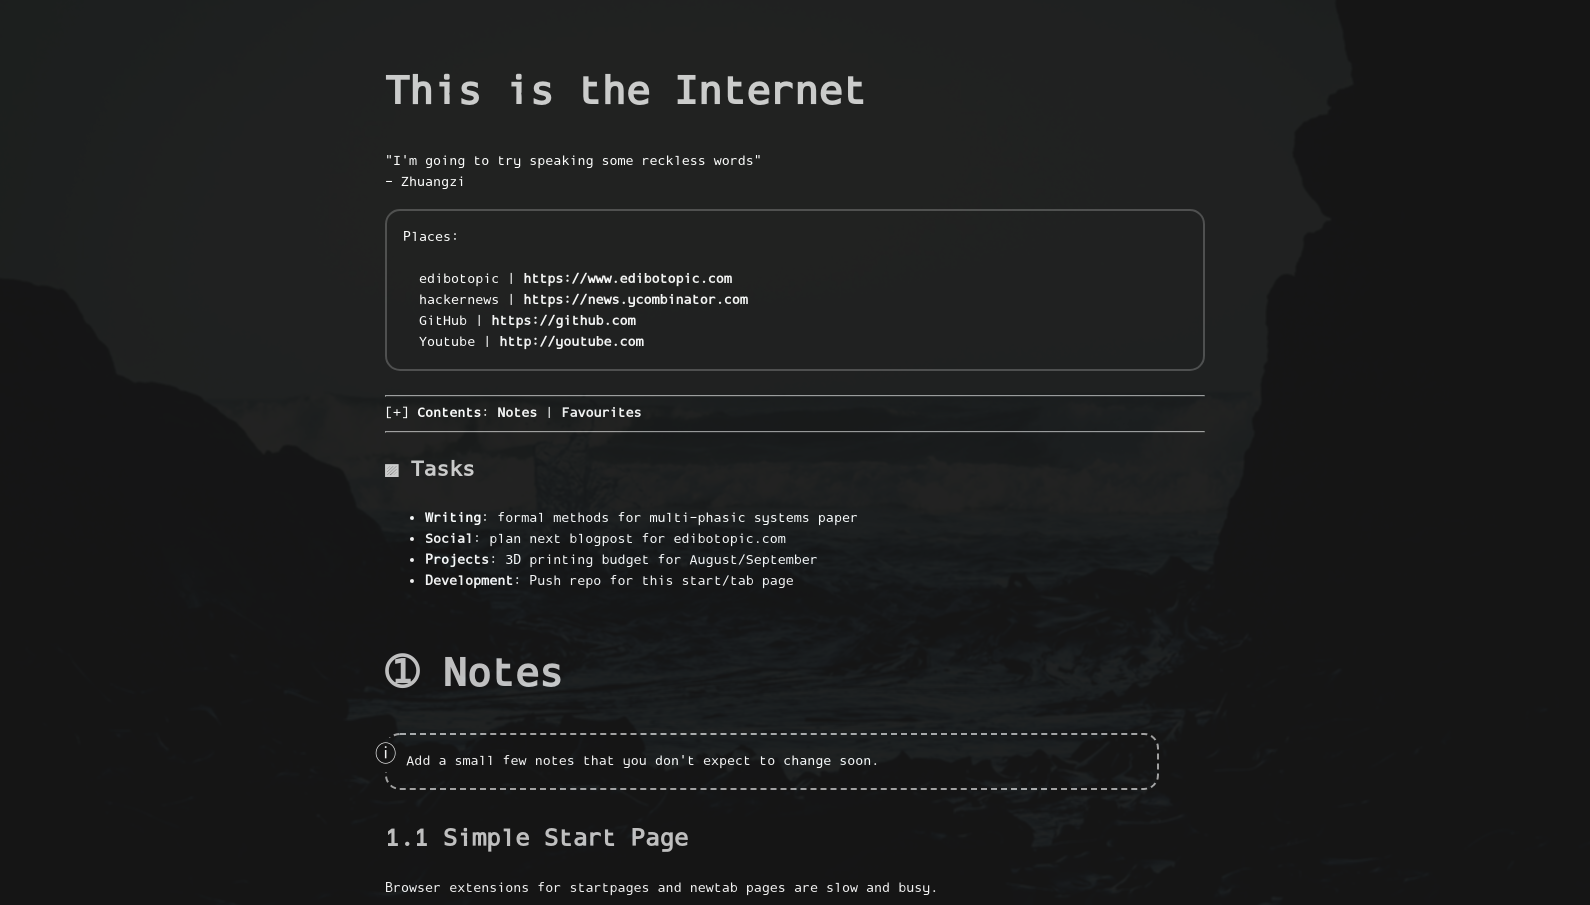 This is the Internet
"I'm going to try speaking some reckless words"
– Zhuangzi
Places:
edibotopic | https://www.edibotopic.com
hackernews | https://news.ycombinator.com
GitHub | https://github.com
Youtube | http://youtube.com
[+] Contents: Notes | Favourites
▩ Tasks
• Writing: formal methods for multi-phasic systems paper
• Social: plan next blogpost for edibotopic.com
• Projects: 3D printing budget for August/September
• Development: Push repo for this start/tab page
① Notes
ⓘ
Add a small few notes that you don't expect to change soon.
1.1 Simple Start Page
Browser extensions for startpages and newtab pages are slow and busy.